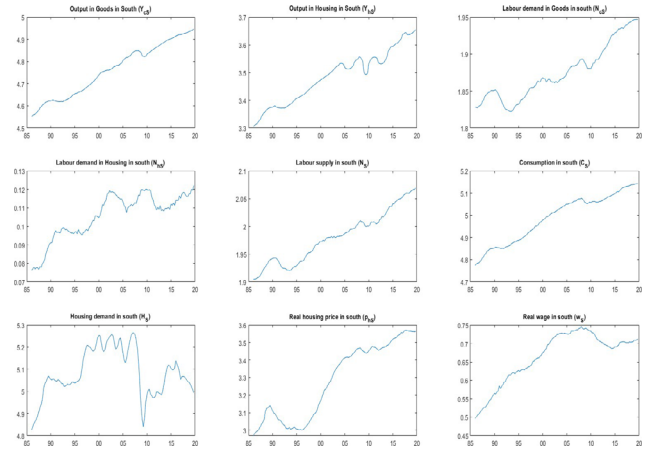 Output in Goods in South (YcS)
5
4.9
4.8
4.7
4.6
4.5
85 90 95 00 05 10 15 20
Output in Housing in South (YhS)
3.7
3.6
3.5
3.4
3.3
85 90 95 00 05 10 15 20
Labour demand in Goods in south (NcS)
1.95
1.9
1.85
1.8
85 90 95 00 05 10 15 20
Labour demand in Housing in south (NhS)
0.13
0.12
0.11
0.1
0.09
0.08
0.07
85 90 95 00 05 10 15 20
Labour supply in south (NS)
2.1
2.05
2
1.95
1.9
85 90 95 00 05 10 15 20
Consumption in south (CS)
5.2
5.1
5
4.9
4.8
4.7
85 90 95 00 05 10 15 20
Housing demand in south (HS)
5.3
5.2
5.1
5
4.9
4.8
85 90 95 00 05 10 15 20
Real housing price in south (phS)
3.6
3.5
3.4
3.3
3.2
3.1
3
85 90 95 00 05 10 15 20
Real wage in south (wS)
0.75
0.7
0.65
0.6
0.55
0.5
0.45
85 90 95 00 05 10 15 20